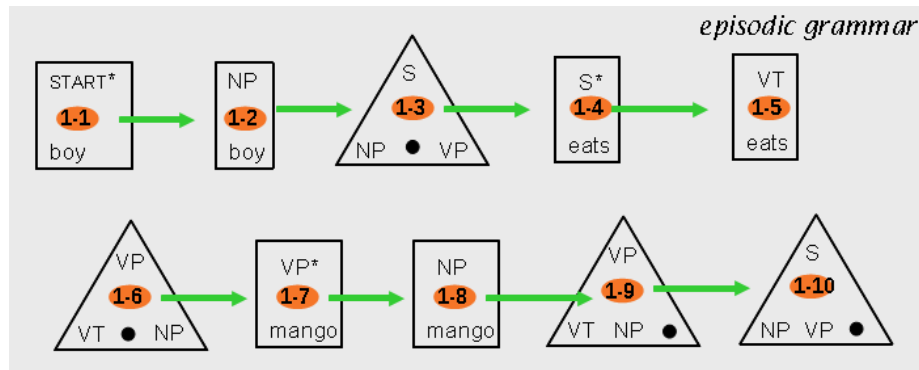 episodic grammar
START*
1-1
boy
NP
1-2
boy
S
1-3
NP ● VP
S*
1-4
eats
VT
1-5
eats
VP
1-6
VT ● NP
VP*
1-7
mango
NP
1-8
mango
VP
1-9
VT NP ●
S
1-10
NP VP ●